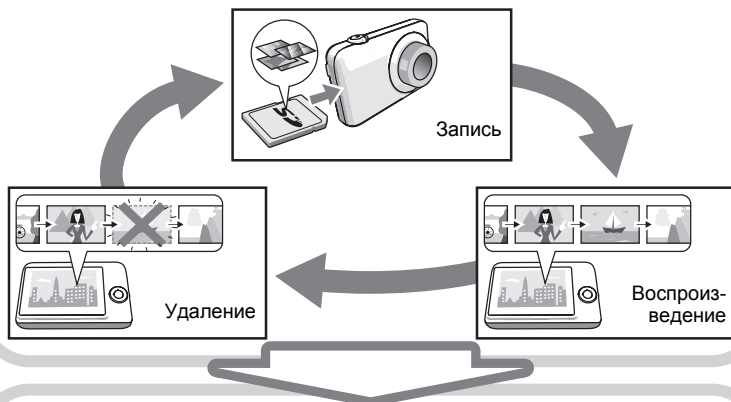 Запись
Удаление
Воспроиз-
ведение